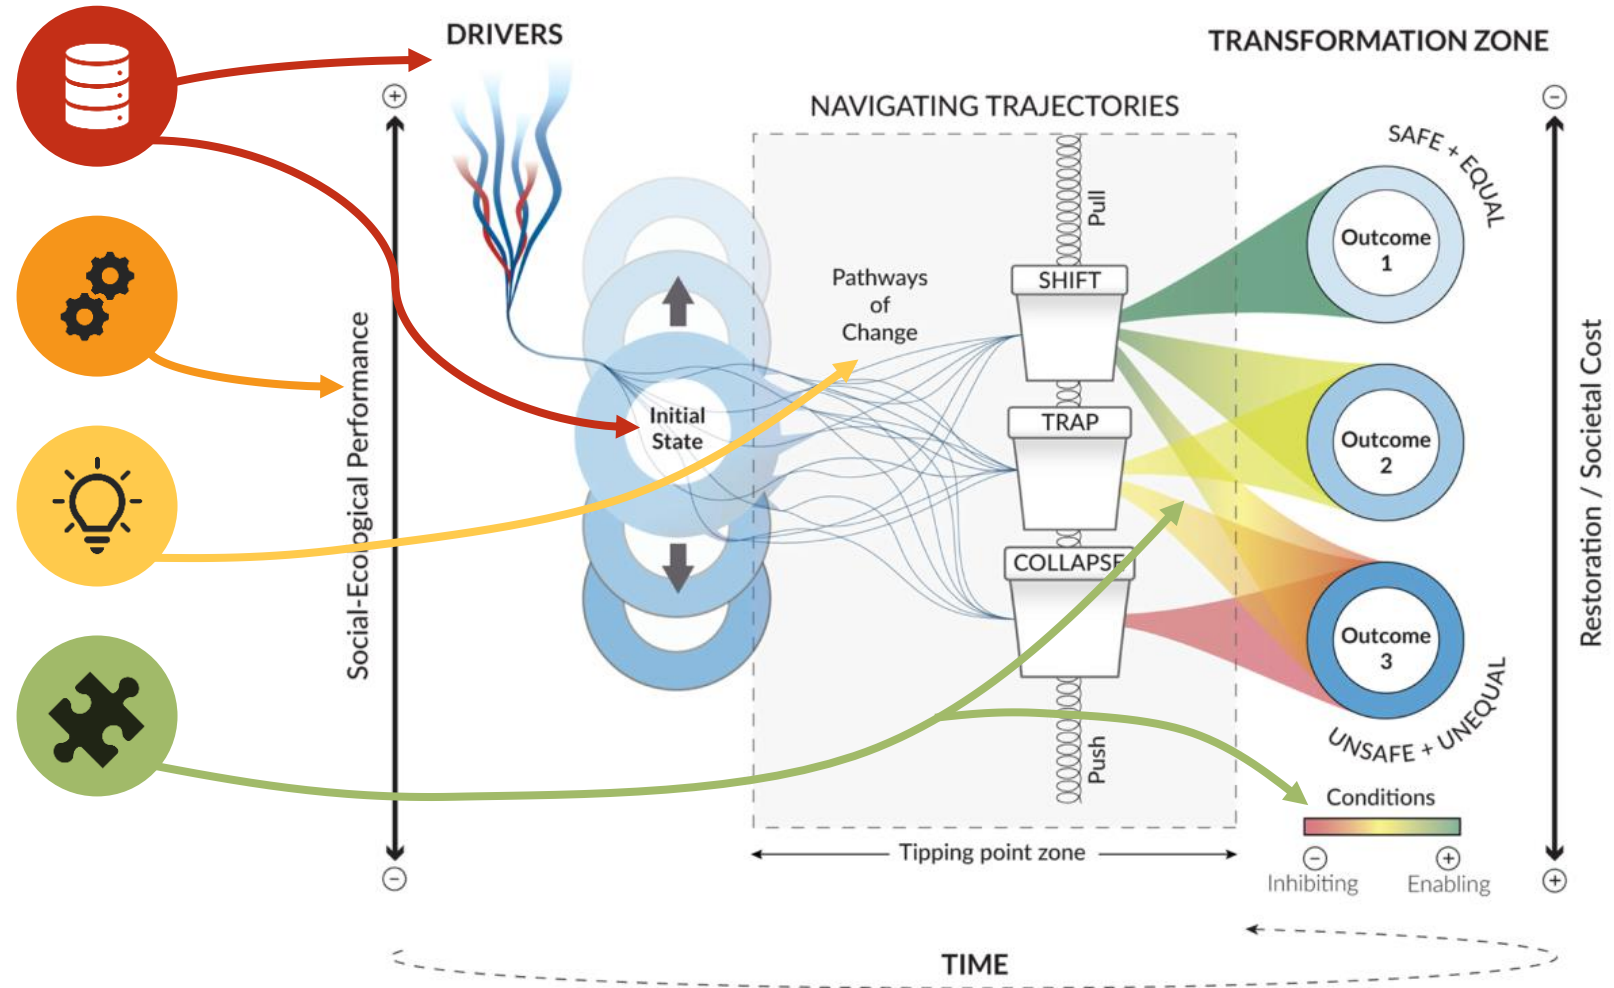 DRIVERS
TRANSFORMATION ZONE
NAVIGATING TRAJECTORIES
+
−
SAFE + EQUAL
Pull
Pathways
of
Change
SHIFT
Outcome
1
Social-Ecological Performance
Initial
State
TRAP
Outcome
2
Restoration / Societal Cost
COLLAPSE
Outcome
3
UNSAFE + UNEQUAL
Push
Conditions
Tipping point zone
−
+
Inhibiting
Enabling
−
+
TIME